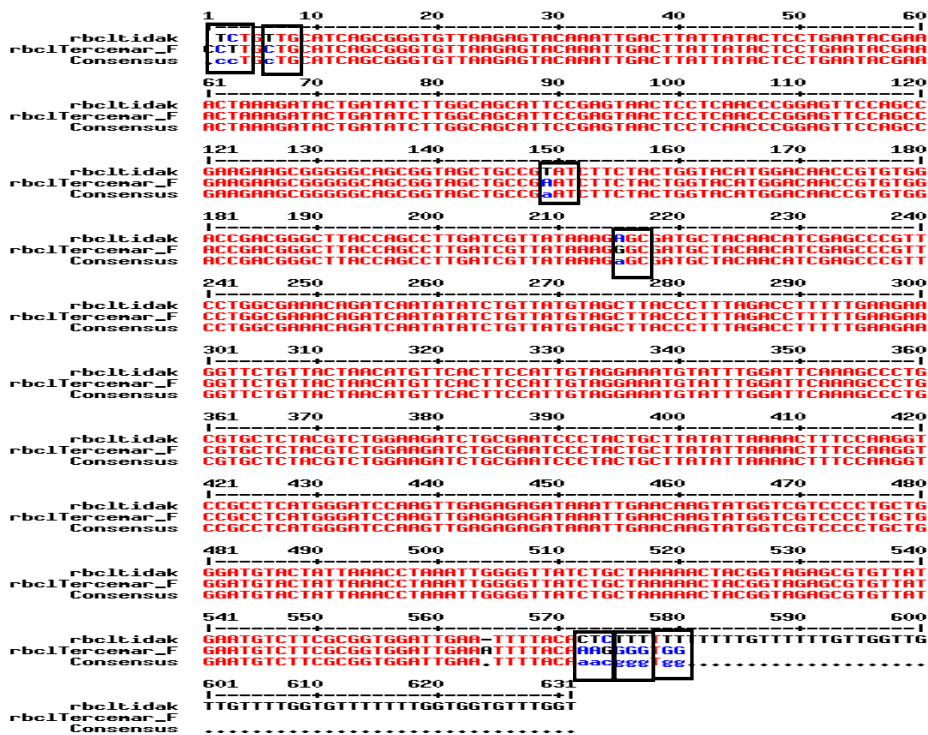 1 10 20 30 40 50 60
|--------+---------+---------+---------+---------+---------|
rbcltidak TCTGTTGCATCAGCGGGTGTTAAGAGTACAAATTGACTTATTATACTCCTGAATACGAA
rbclTercemar_F CCTTGCTGCATCAGCGGGTGTTAAGAGTACAAATTGACTTATTATACTCCTGAATACGAA
Consensus .ccTGcTGCATCAGCGGGTGTTAAGAGTACAAATTGACTTATTATACTCCTGAATACGAA
61 70 80 90 100 110 120
|--------+---------+---------+---------+---------+---------|
rbcltidak ACTAAAGATACTGATATCTTGGCAGCATTCCGAGTAACTCCTCAACCCGGAGTTCCAGCC
rbclTercemar_F ACTAAAGATACTGATATCTTGGCAGCATTCCGAGTAACTCCTCAACCCGGAGTTCCAGCC
Consensus ACTAAAGATACTGATATCTTGGCAGCATTCCGAGTAACTCCTCAACCCGGAGTTCCAGCC
121 130 140 150 160 170 180
|--------+---------+---------+---------+---------+---------|
rbcltidak GAAGAAGCGGGGGCAGCGGTAGCTGCCGTATCTTCTACTGGTACATGGACAACCGTGTGG
rbclTercemar_F GAAGAAGCGGGGGCAGCGGTAGCTGCCGAATCTTCTACTGGTACATGGACAACCGTGTGG
Consensus GAAGAAGCGGGGGCAGCGGTAGCTGCCGaATCTTCTACTGGTACATGGACAACCGTGTGG
181 190 200 210 220 230 240
|--------+---------+---------+---------+---------+---------|
rbcltidak ACCGACGGGCTTACCAGCCTTGATCGTTATAAAGAGCGATGCTACAACATCGAGCCCGTT
rbclTercemar_F ACCGACGGGCTTACCAGCCTTGATCGTTATAAAGGGCGATGCTACAACATCGAGCCCGTT
Consensus ACCGACGGGCTTACCAGCCTTGATCGTTATAAAGaGCGATGCTACAACATCGAGCCCGTT
241 250 260 270 280 290 300
|--------+---------+---------+---------+---------+---------|
rbcltidak CCTGGCGAAACAGATCAATATATCTGTTATGTAGCTTACCCTTTAGACCTTTTTGAAGAA
rbclTercemar_F CCTGGCGAAACAGATCAATATATCTGTTATGTAGCTTACCCTTTAGACCTTTTTGAAGAA
Consensus CCTGGCGAAACAGATCAATATATCTGTTATGTAGCTTACCCTTTAGACCTTTTTGAAGAA
301 310 320 330 340 350 360
|--------+---------+---------+---------+---------+---------|
rbcltidak GGTTCTGTTACTAACATGTTCACTTCCATTGTAGGAAATGTATTTGGATTCAAAGCCCTG
rbclTercemar_F GGTTCTGTTACTAACATGTTCACTTCCATTGTAGGAAATGTATTTGGATTCAAAGCCCTG
Consensus GGTTCTGTTACTAACATGTTCACTTCCATTGTAGGAAATGTATTTGGATTCAAAGCCCTG
361 370 380 390 400 410 420
|--------+---------+---------+---------+---------+---------|
rbcltidak CGTGCTCTACGTCTGGAAGATCTGCGAATCCCTACTGCTTATATTAAAACTTTCCAAGGT
rbclTercemar_F CGTGCTCTACGTCTGGAAGATCTGCGAATCCCTACTGCTTATATTAAAACTTTCCAAGGT
Consensus CGTGCTCTACGTCTGGAAGATCTGCGAATCCCTACTGCTTATATTAAAACTTTCCAAGGT
421 430 440 450 460 470 480
|--------+---------+---------+---------+---------+---------|
rbcltidak CCGCCTCATGGGATCCAAGTTGAGAGAGATAAATTGAACAAGTATGGTCGTCCCCTGCTG
rbclTercemar_F CCGCCTCATGGGATCCAAGTTGAGAGAGATAAATTGAACAAGTATGGTCGTCCCCTGCTG
Consensus CCGCCTCATGGGATCCAAGTTGAGAGAGATAAATTGAACAAGTATGGTCGTCCCCTGCTG
481 490 500 510 520 530 540
|--------+---------+---------+---------+---------+---------|
rbcltidak GGATGTACTATTAAACCTAAATTGGGGTTATCTGCTAAAAACTACGGTAGAGCGTGTTAT
rbclTercemar_F GGATGTACTATTAAACCTAAATTGGGGTTATCTGCTAAAAACTACGGTAGAGCGTGTTAT
Consensus GGATGTACTATTAAACCTAAATTGGGGTTATCTGCTAAAAACTACGGTAGAGCGTGTTAT
541 550 560 570 580 590 600
|--------+---------+---------+---------+---------+---------|
rbcltidak GAATGTCTTCGCGGTGGATTGAA-TTTTACACTCTTTTTTTTTTGTTTTTTTGTTGGTTG
rbclTercemar_F GAATGTCTTCGCGGTGGATTGAAATTTTACAAAGGGGTGG
Consensus GAATGTCTTCGCGGTGGATTGAA.TTTTACAaacgggTgg....................
601 610 620 631
|--------+---------+---------+|
rbcltidak TTGTTTTGGTGTTTTTTTGGTGGTGTTTGGT
rbclTercemar_F
Consensus ...............................